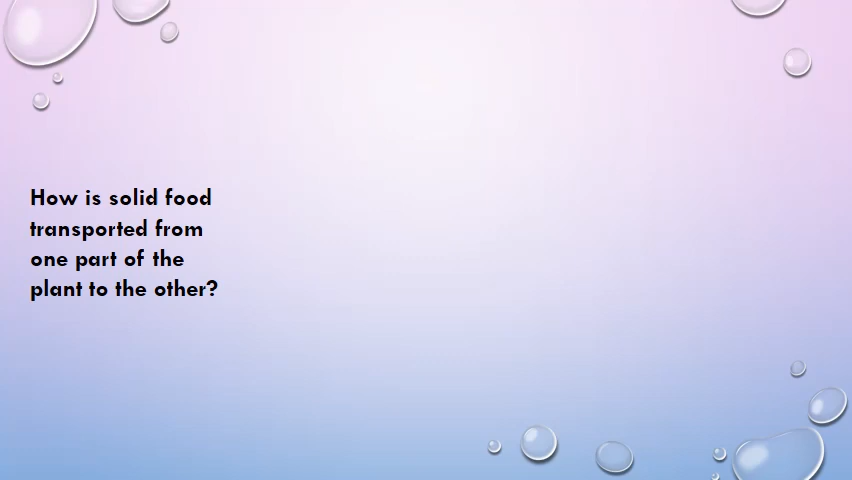 How is solid food
transported from
one part of the
plant to the other?